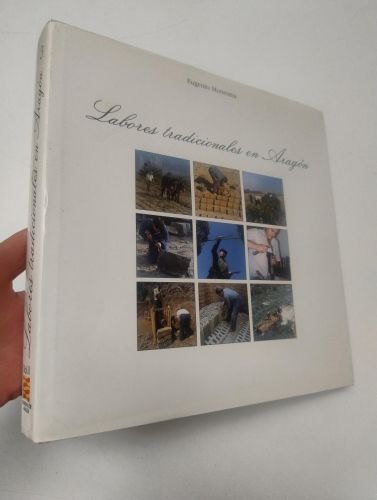 Eugenio Monesma
Labores tradicionales en Aragón
Labores tradicionales en Aragón